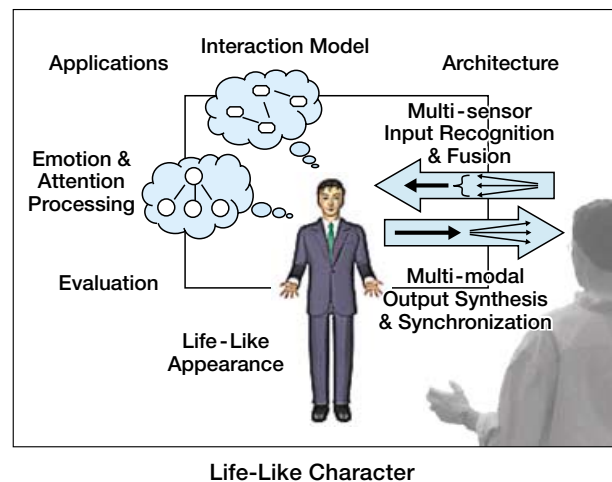 Interaction Model
Applications
Architecture
Multi-sensor
Input Recognition
& Fusion
Emotion &
Attention
Processing
Evaluation
Multi-modal
Output Synthesis
& Synchronization
Life-Like
Appearance
Life-Like Character